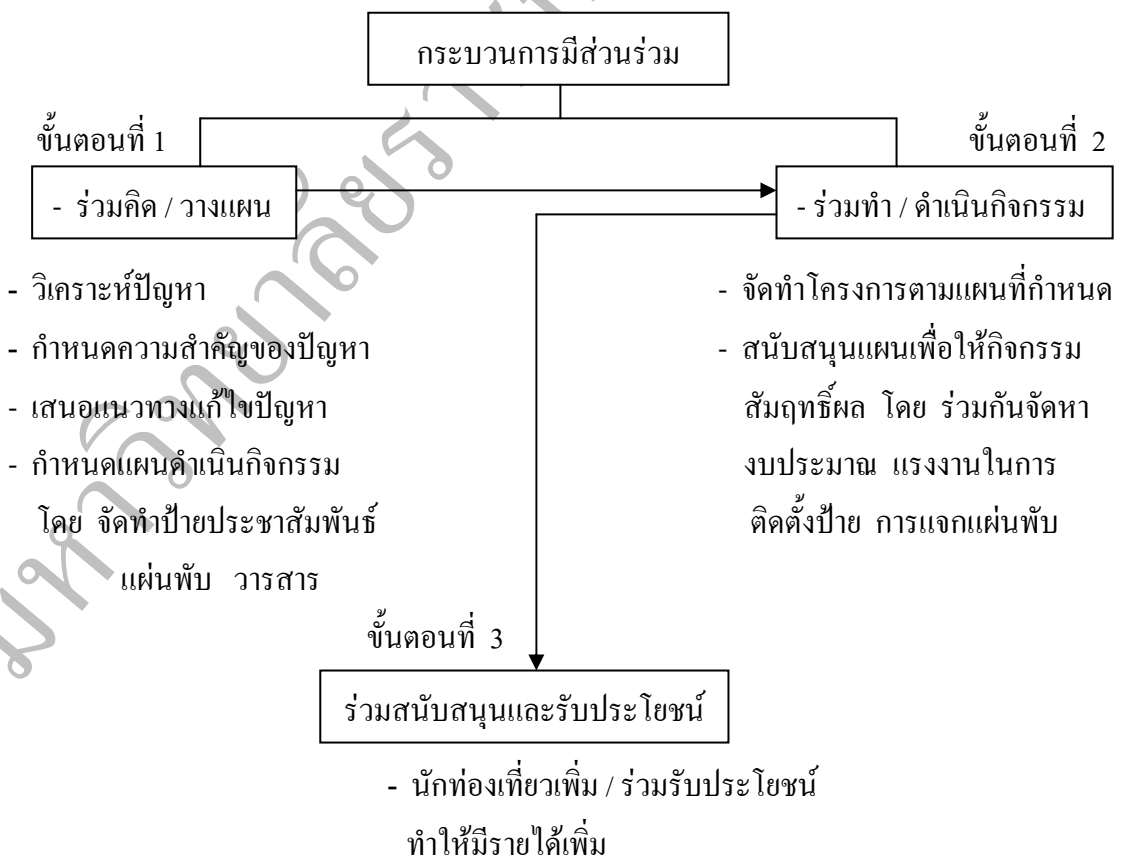 กระบวนการมีส่วนร่วม
ขั้นตอนที่ 1
- ร่วมคิด / วางแผน
- วิเคราะห์ปัญหา
- กำหนดความสำคัญของปัญหา
- เสนอแนวทางแก้ไขปัญหา
- กำหนดแผนดำเนินกิจกรรม
โดย จัดทำป้ายประชาสัมพันธ์
แผ่นพับ วารสาร
ขั้นตอนที่ 2
- ร่วมทำ / ดำเนินกิจกรรม
- จัดทำโครงการตามแผนที่กำหนด
- สนับสนุนแผนเพื่อให้กิจกรรม
สัมฤทธิ์ผล โดย ร่วมกันจัดหา
งบประมาณ แรงงานในการ
ติดตั้งป้าย การแจกแผ่นพับ
ขั้นตอนที่ 3
ร่วมสนับสนุนและรับประโยชน์
- นักท่องเที่ยวเพิ่ม / ร่วมรับประโยชน์
ทำให้มีรายได้เพิ่ม
มหาวิทยาลัยรา